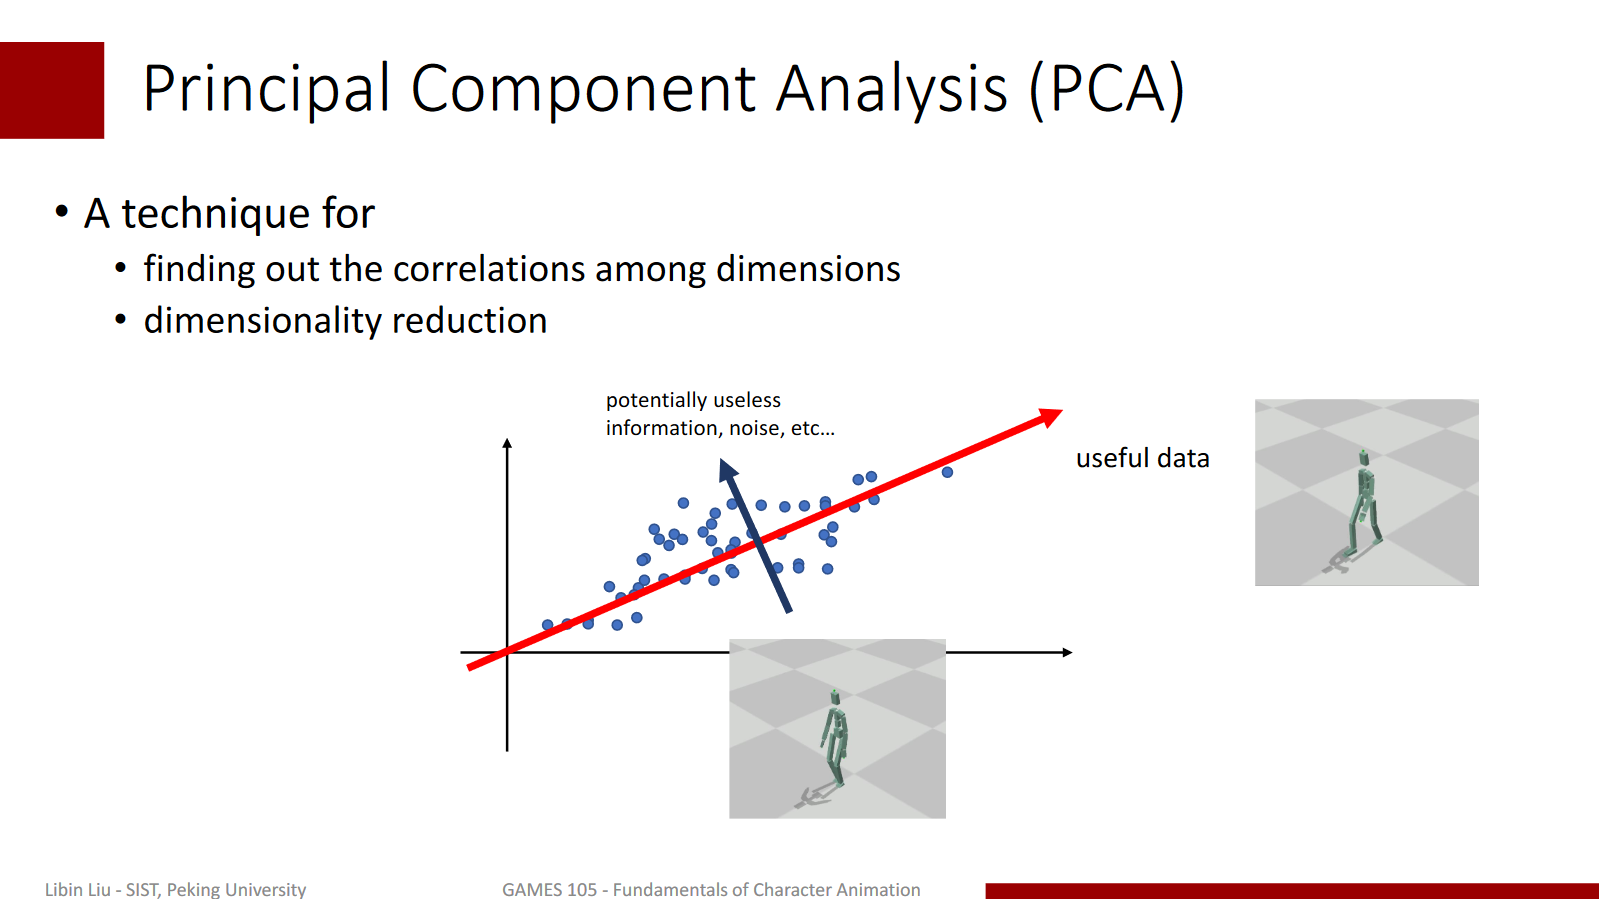 Principal Component Analysis (PCA)
• A technique for
• finding out the correlations among dimensions
• dimensionality reduction
potentially useless
information, noise, etc…
useful data
Libin Liu - SIST, Peking University
GAMES 105 - Fundamentals of Character Animation